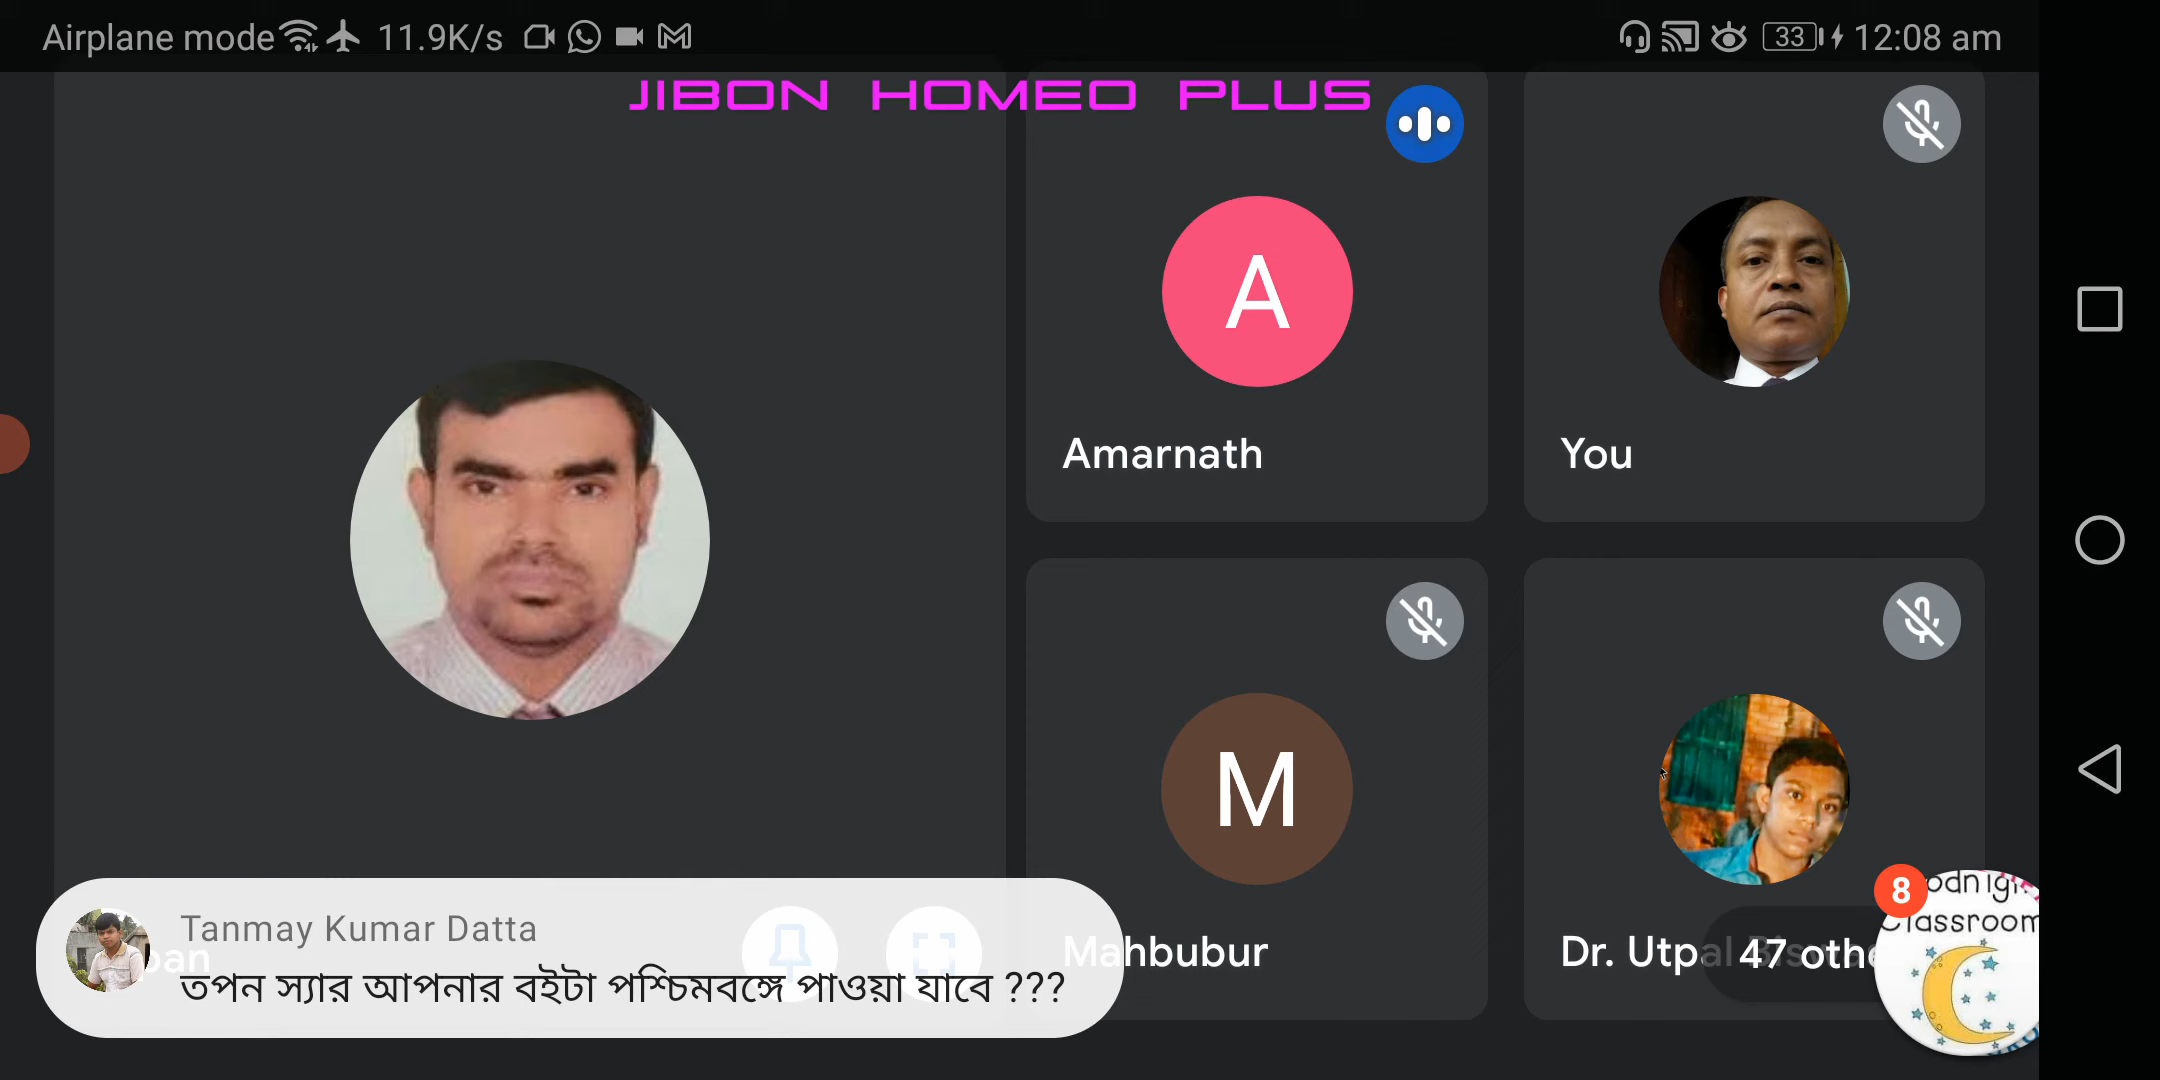 Airplane mode 11.9K/s 33 12:08 am
JIBON HOMEO PLUS
A
Amarnath
You
M
Mahbubur
Dr. Utpal
47 othe
8
Classroom
Tanmay Kumar Datta
তপন স্যার আপনার বইটা পশ্চিমবঙ্গে পাওয়া যাবে ???